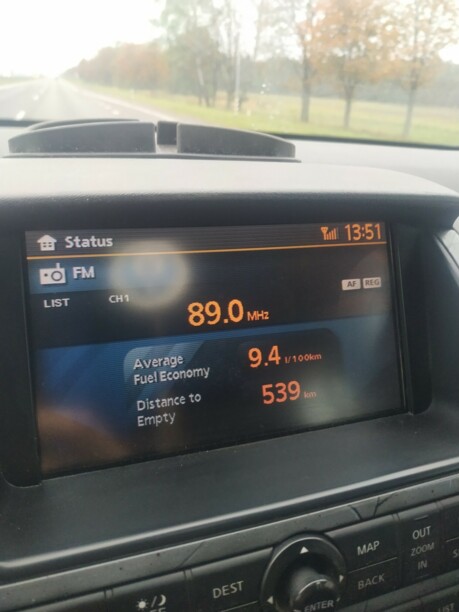 Status 13:51
FM
LIST CH1 AF REG
89.0 MHz
Average
Fuel Economy 9.4 l/100km
Distance to
Empty 539 km
MAP
OUT
ZOOM
IN
DEST
BACK
ENTER